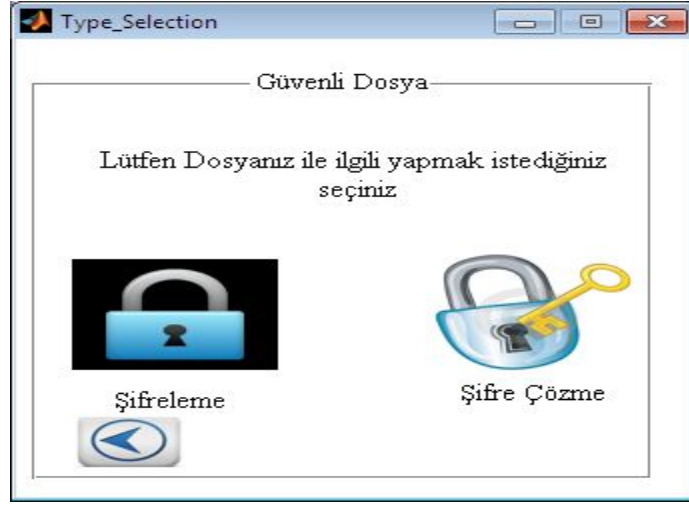 Type_Selection
Güvenli Dosya
Lütfen Dosyanız ile ilgili yapmak istediğiniz
seçiniz
Şifreleme
Şifre Çözme